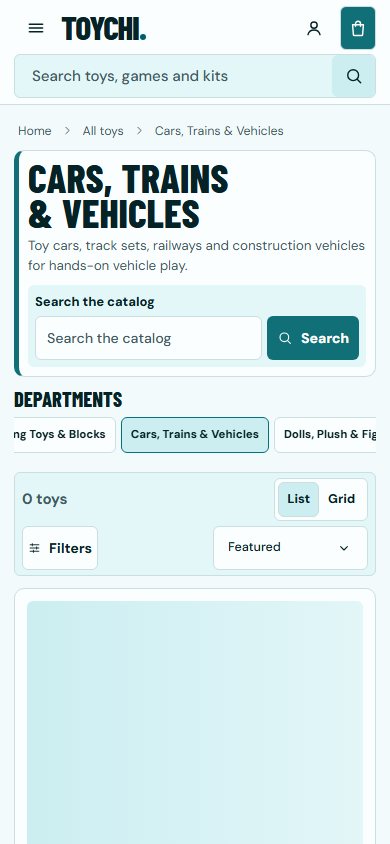 TOYCHI.
Search toys, games and kits
Home
All toys
Cars, Trains & Vehicles
CARS, TRAINS
& VEHICLES
Toy cars, track sets, railways and construction vehicles
for hands-on vehicle play.
Search the catalog
Search the catalog
Search
DEPARTMENTS
ng Toys & Blocks
Cars, Trains & Vehicles
Dolls, Plush & Fig
0 toys
List
Grid
Filters
Featured